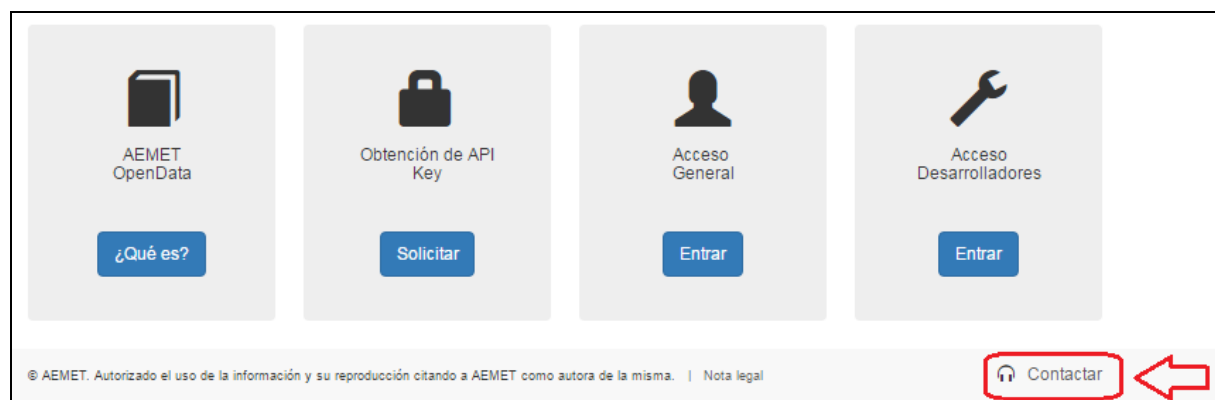 AEMET
OpenData
¿Qué es?
Obtención de API
Key
Solicitar
Acceso
General
Entrar
Acceso
Desarrolladores
Entrar
© AEMET. Autorizado el uso de la información y su reproducción citando a AEMET como autora de la misma. | Nota legal
Contactar